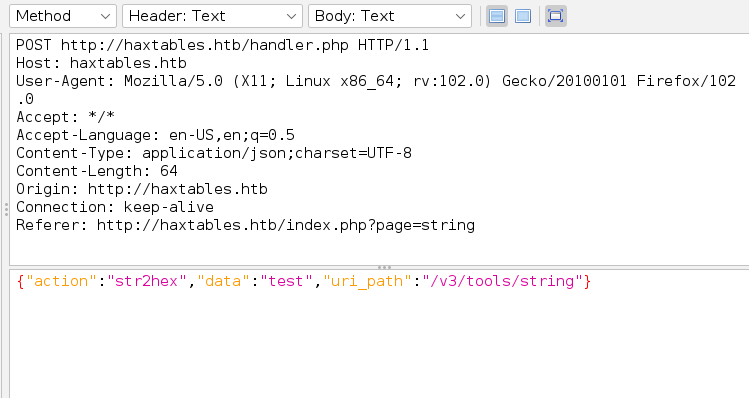 Method Header: Text Body: Text
POST http://haxtables.htb/handler.php HTTP/1.1
Host: haxtables.htb
User-Agent: Mozilla/5.0 (X11; Linux x86_64; rv:102.0) Gecko/20100101 Firefox/102
.0
Accept: */*
Accept-Language: en-US,en;q=0.5
Content-Type: application/json;charset=UTF-8
Content-Length: 64
Origin: http://haxtables.htb
Connection: keep-alive
Referer: http://haxtables.htb/index.php?page=string
{"action":"str2hex","data":"test","uri_path":"/v3/tools/string"}